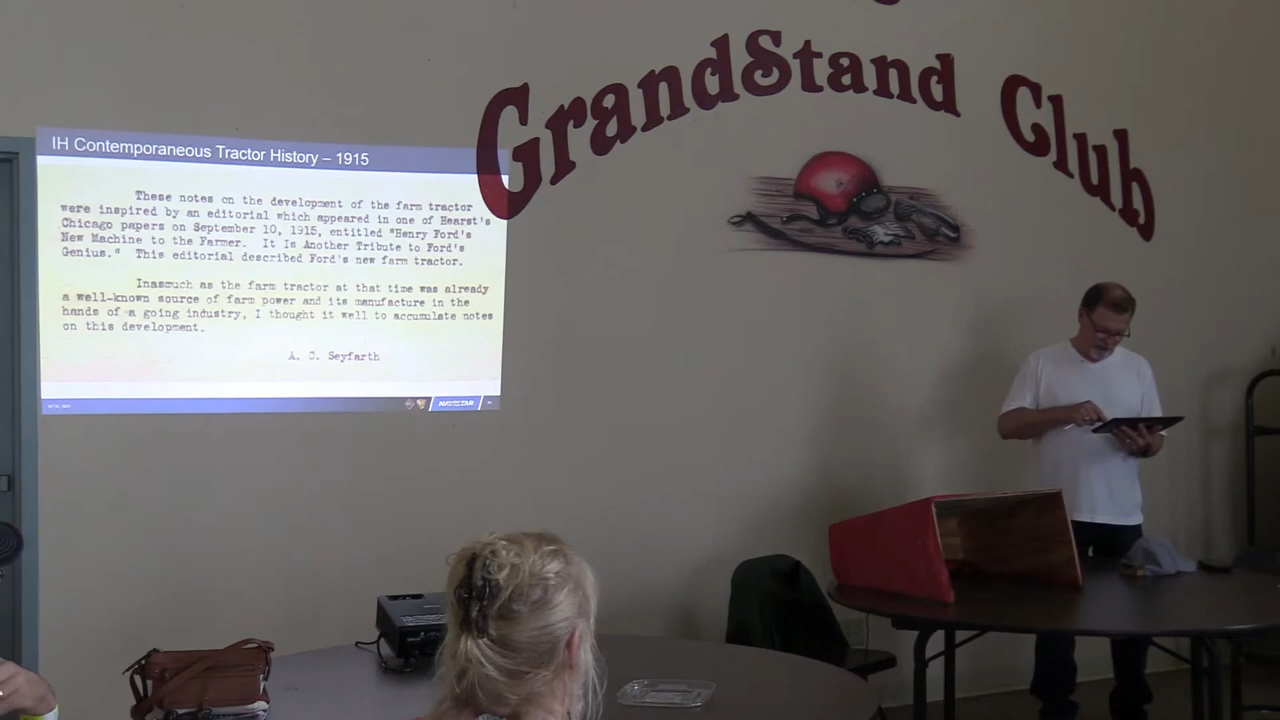 GrandStand Club
IH Contemporaneous Tractor History – 1915
These notes on the development of the farm tractor
were inspired by an editorial which appeared in one of Hearst's
Chicago papers on September 10, 1915, entitled "Henry Ford's
New Machine to the Farmer. It Is Another Tribute to Ford's
Genius." This editorial described Ford's new farm tractor.
Inasmuch as the farm tractor at that time was already
a well-known source of farm power and its manufacture in the
hands of a going industry, I thought it well to accumulate notes
on this development.
A. C. Seyfarth
NAVISTAR